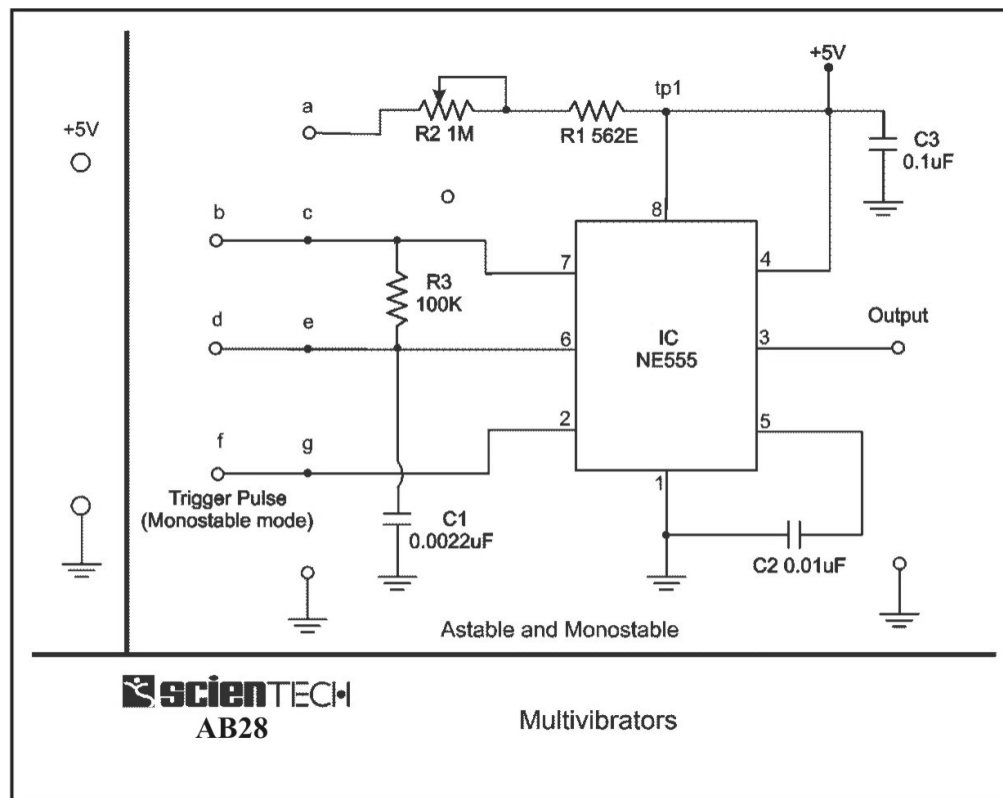 +5V
+5V
a
tp1
R2 1M
R1 562E
C3
0.1uF
b
c
8
7
4
R3
100K
Output
d
e
6
IC
NE555
3
f
g
2
5
Trigger Pulse
(Monostable mode)
1
C1
0.0022uF
C2 0.01uF
Astable and Monostable
SCIENTECH
AB28
Multivibrators